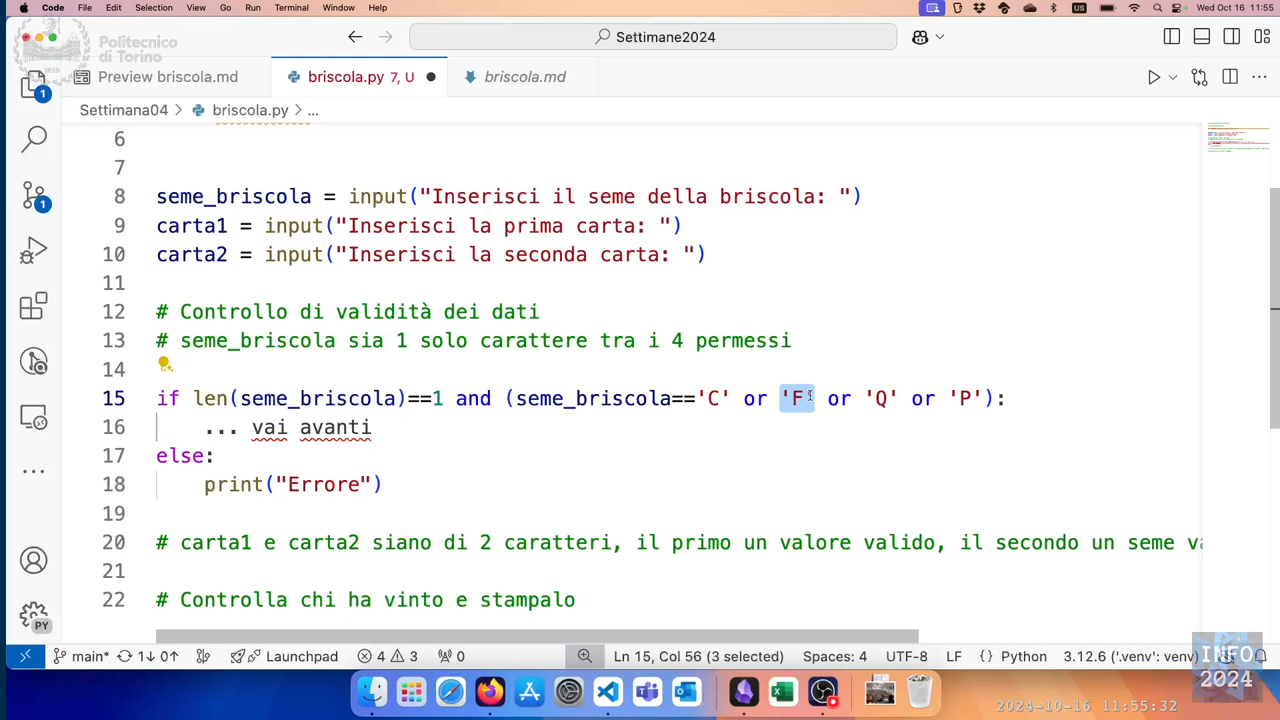 Code File Edit Selection View Go Run Terminal Window Help US Wed Oct 16 11:55
Politecnico
di Torino
Settimane2024
Preview briscola.md briscola.py 7, U briscola.md
Settimana04 > briscola.py > ...
6
7
8 seme_briscola = input("Inserisci il seme della briscola: ")
9 carta1 = input("Inserisci la prima carta: ")
10 carta2 = input("Inserisci la seconda carta: ")
11
12 # Controllo di validità dei dati
13 # seme_briscola sia 1 solo carattere tra i 4 permessi
14
15 if len(seme_briscola)==1 and (seme_briscola=='C' or 'F' or 'Q' or 'P'):
16 ... vai avanti
17 else:
18 print("Errore")
19
20 # carta1 e carta2 siano di 2 caratteri, il primo un valore valido, il secondo un seme va
21
22 # Controlla chi ha vinto e stampalo
1
1
PY
main* 1↓ 0↑ Launchpad 4 3 0 Ln 15, Col 56 (3 selected) Spaces: 4 UTF-8 LF {} Python 3.12.6 ('.venv': venv)
INFO
2024
2024-10-16 11:55:32